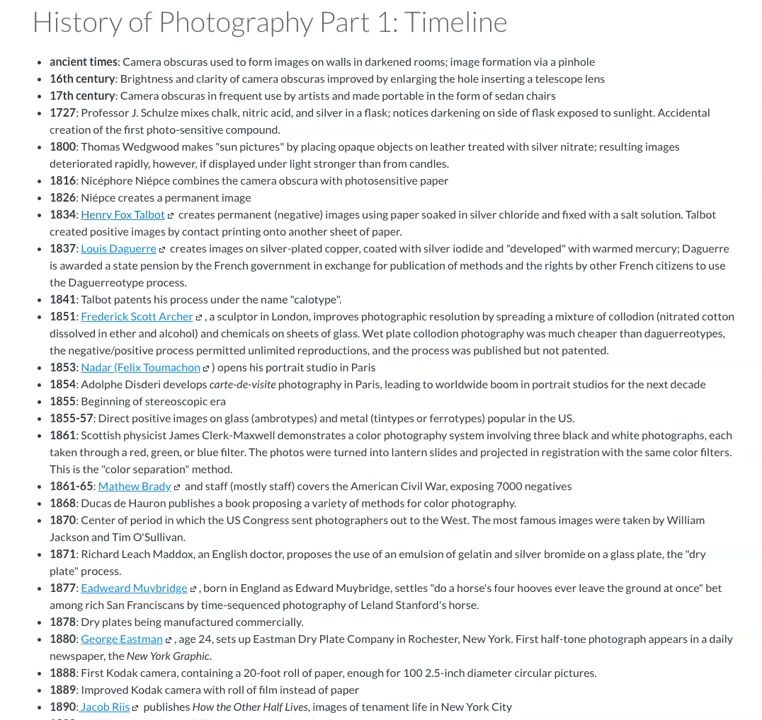 History of Photography Part 1: Timeline
• ancient times: Camera obscuras used to form images on walls in darkened rooms; image formation via a pinhole
• 16th century: Brightness and clarity of camera obscuras improved by enlarging the hole inserting a telescope lens
• 17th century: Camera obscuras in frequent use by artists and made portable in the form of sedan chairs
• 1727: Professor J. Schulze mixes chalk, nitric acid, and silver in a flask; notices darkening on side of flask exposed to sunlight. Accidental
creation of the first photo-sensitive compound.
• 1800: Thomas Wedgwood makes "sun pictures" by placing opaque objects on leather treated with silver nitrate; resulting images
deteriorated rapidly, however, if displayed under light stronger than from candles.
• 1816: Nicéphore Niépce combines the camera obscura with photosensitive paper
• 1826: Niépce creates a permanent image
• 1834: Henry Fox Talbot creates permanent (negative) images using paper soaked in silver chloride and fixed with a salt solution. Talbot
created positive images by contact printing onto another sheet of paper.
• 1837: Louis Daguerre creates images on silver-plated copper, coated with silver iodide and "developed" with warmed mercury; Daguerre
is awarded a state pension by the French government in exchange for publication of methods and the rights by other French citizens to use
the Daguerreotype process.
• 1841: Talbot patents his process under the name "calotype".
• 1851: Frederick Scott Archer , a sculptor in London, improves photographic resolution by spreading a mixture of collodion (nitrated cotton
dissolved in ether and alcohol) and chemicals on sheets of glass. Wet plate collodion photography was much cheaper than daguerreotypes,
the negative/positive process permitted unlimited reproductions, and the process was published but not patented.
• 1853: Nadar (Felix Toumachon ) opens his portrait studio in Paris
• 1854: Adolphe Disderi develops carte-de-visite photography in Paris, leading to worldwide boom in portrait studios for the next decade
• 1855: Beginning of stereoscopic era
• 1855-57: Direct positive images on glass (ambrotypes) and metal (tintypes or ferrotypes) popular in the US.
• 1861: Scottish physicist James Clerk-Maxwell demonstrates a color photography system involving three black and white photographs, each
taken through a red, green, or blue filter. The photos were turned into lantern slides and projected in registration with the same color filters.
This is the "color separation" method.
• 1861-65: Mathew Brady and staff (mostly staff) covers the American Civil War, exposing 7000 negatives
• 1868: Ducas de Hauron publishes a book proposing a variety of methods for color photography.
• 1870: Center of period in which the US Congress sent photographers out to the West. The most famous images were taken by William
Jackson and Tim O'Sullivan.
• 1871: Richard Leach Maddox, an English doctor, proposes the use of an emulsion of gelatin and silver bromide on a glass plate, the "dry
plate" process.
• 1877: Eadweard Muybridge , born in England as Edward Muybridge, settles "do a horse's four hooves ever leave the ground at once" bet
among rich San Franciscans by time-sequenced photography of Leland Stanford's horse.
• 1878: Dry plates being manufactured commercially.
• 1880: George Eastman , age 24, sets up Eastman Dry Plate Company in Rochester, New York. First half-tone photograph appears in a daily
newspaper, the New York Graphic.
• 1888: First Kodak camera, containing a 20-foot roll of paper, enough for 100 2.5-inch diameter circular pictures.
• 1889: Improved Kodak camera with roll of film instead of paper
• 1890: Jacob Riis publishes How the Other Half Lives, images of tenament life in New York City